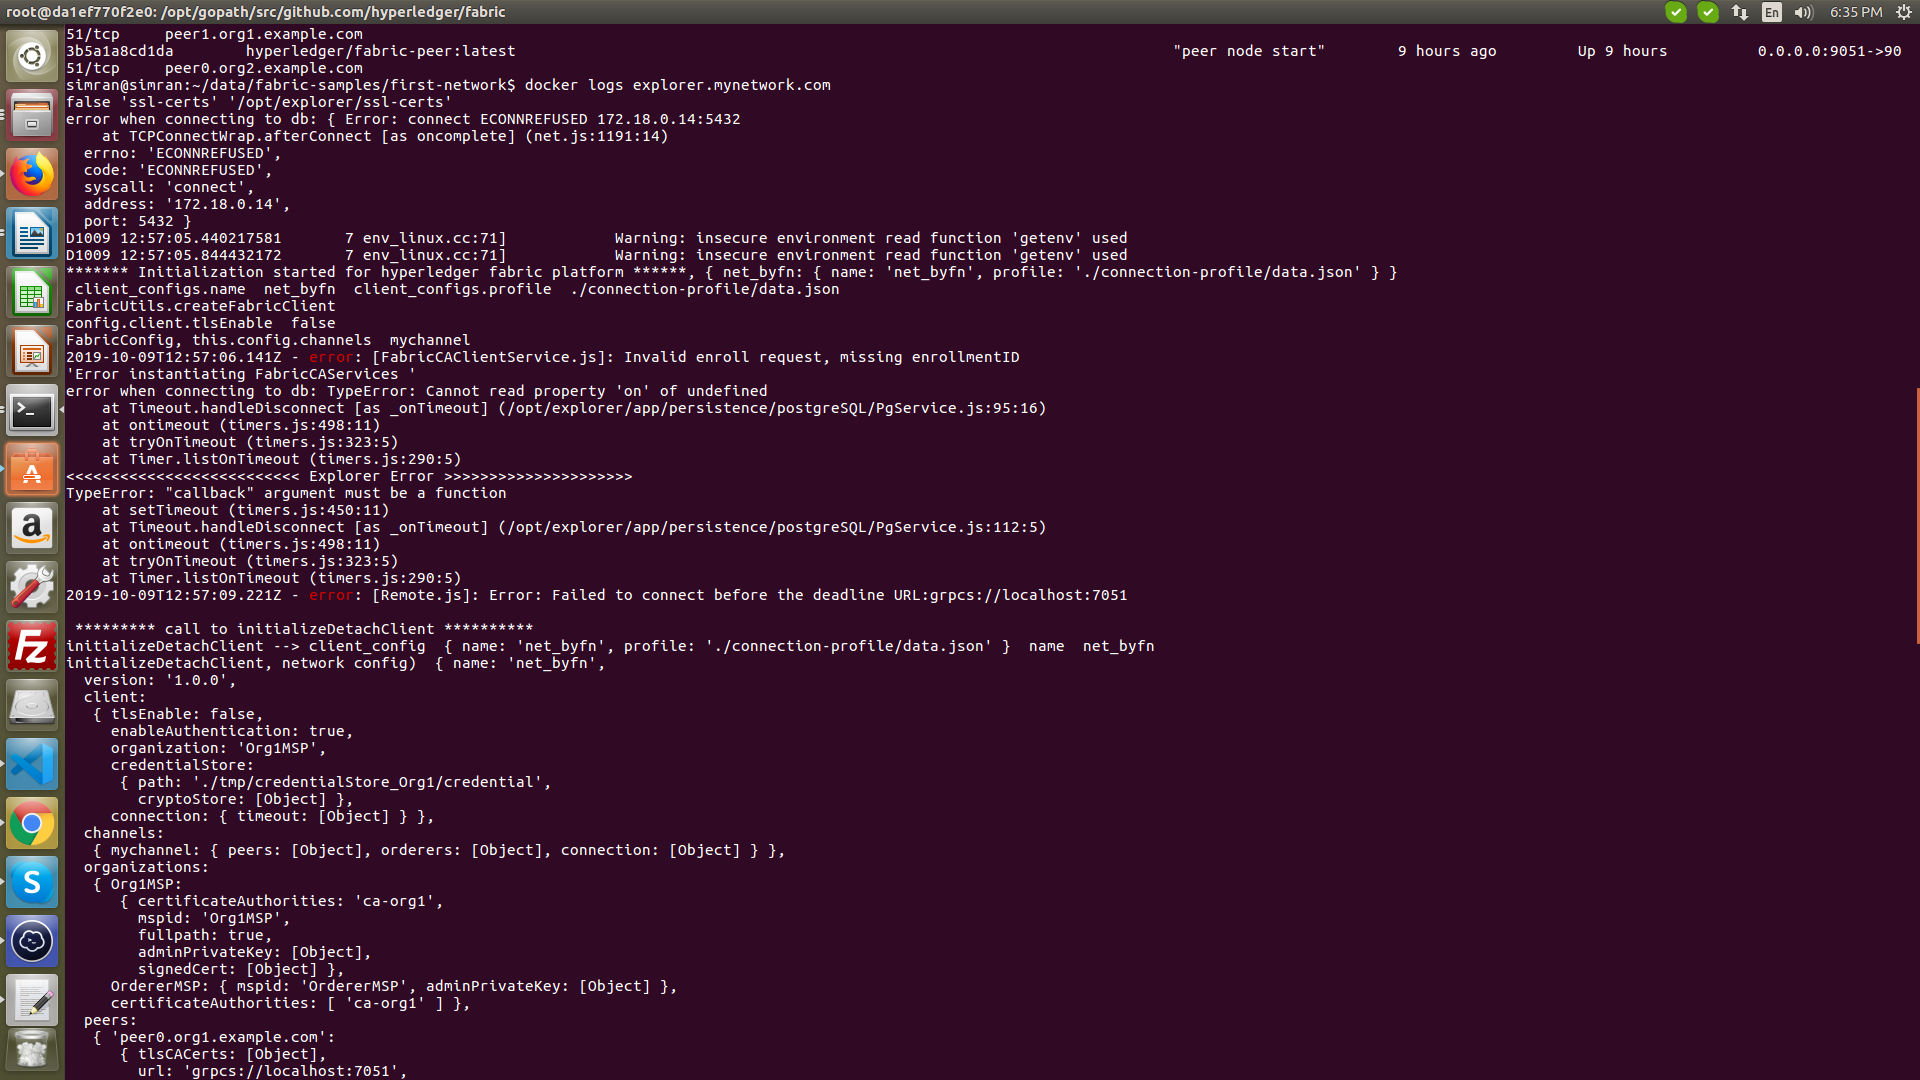 root@da1ef770f2e0: /opt/gopath/src/github.com/hyperledger/fabric
En
6:35 PM
51/tcp     peer1.org1.example.com
3b5a1a8cd1da        hyperledger/fabric-peer:latest        "peer node start"        9 hours ago         Up 9 hours          0.0.0.0:9051->90
51/tcp     peer0.org2.example.com
simran@simran:~/data/fabric-samples/first-network$ docker logs explorer.mynetwork.com
false 'ssl-certs' '/opt/explorer/ssl-certs'
error when connecting to db: { Error: connect ECONNREFUSED 172.18.0.14:5432
    at TCPConnectWrap.afterConnect [as oncomplete] (net.js:1191:14)
  errno: 'ECONNREFUSED',
  code: 'ECONNREFUSED',
  syscall: 'connect',
  address: '172.18.0.14',
  port: 5432 }
D1009 12:57:05.440217581       7 env_linux.cc:71]            Warning: insecure environment read function 'getenv' used
D1009 12:57:05.844432172       7 env_linux.cc:71]            Warning: insecure environment read function 'getenv' used
******* Initialization started for hyperledger fabric platform ******, { net_byfn: { name: 'net_byfn', profile: './connection-profile/data.json' } }
 client_configs.name  net_byfn  client_configs.profile  ./connection-profile/data.json
FabricUtils.createFabricClient
config.client.tlsEnable  false
FabricConfig, this.config.channels  mychannel
2019-10-09T12:57:06.141Z - error: [FabricCAClientService.js]: Invalid enroll request, missing enrollmentID
'Error instantiating FabricCAServices '
error when connecting to db: TypeError: Cannot read property 'on' of undefined
    at Timeout.handleDisconnect [as _onTimeout] (/opt/explorer/app/persistence/postgreSQL/PgService.js:95:16)
    at ontimeout (timers.js:498:11)
    at tryOnTimeout (timers.js:323:5)
    at Timer.listOnTimeout (timers.js:290:5)
<<<<<<<<<<<<<<<<<<<<<<<<<< Explorer Error >>>>>>>>>>>>>>>>>>>>>
TypeError: "callback" argument must be a function
    at setTimeout (timers.js:450:11)
    at Timeout.handleDisconnect [as _onTimeout] (/opt/explorer/app/persistence/postgreSQL/PgService.js:112:5)
    at ontimeout (timers.js:498:11)
    at tryOnTimeout (timers.js:323:5)
    at Timer.listOnTimeout (timers.js:290:5)
2019-10-09T12:57:09.221Z - error: [Remote.js]: Error: Failed to connect before the deadline URL:grpcs://localhost:7051
 ********* call to initializeDetachClient **********
initializeDetachClient --> client_config  { name: 'net_byfn', profile: './connection-profile/data.json' }  name  net_byfn
initializeDetachClient, network config)  { name: 'net_byfn',
  version: '1.0.0',
  client:
   { tlsEnable: false,
     enableAuthentication: true,
     organization: 'Org1MSP',
     credentialStore:
      { path: './tmp/credentialStore_Org1/credential',
        cryptoStore: [Object] },
     connection: { timeout: [Object] } },
  channels:
   { mychannel: { peers: [Object], orderers: [Object], connection: [Object] } },
  organizations:
   { Org1MSP:
      { certificateAuthorities: 'ca-org1',
        mspid: 'Org1MSP',
        fullpath: true,
        adminPrivateKey: [Object],
        signedCert: [Object] },
     OrdererMSP: { mspid: 'OrdererMSP', adminPrivateKey: [Object] },
     certificateAuthorities: [ 'ca-org1' ] },
  peers:
   { 'peer0.org1.example.com':
      { tlsCACerts: [Object],
        url: 'grpcs://localhost:7051',